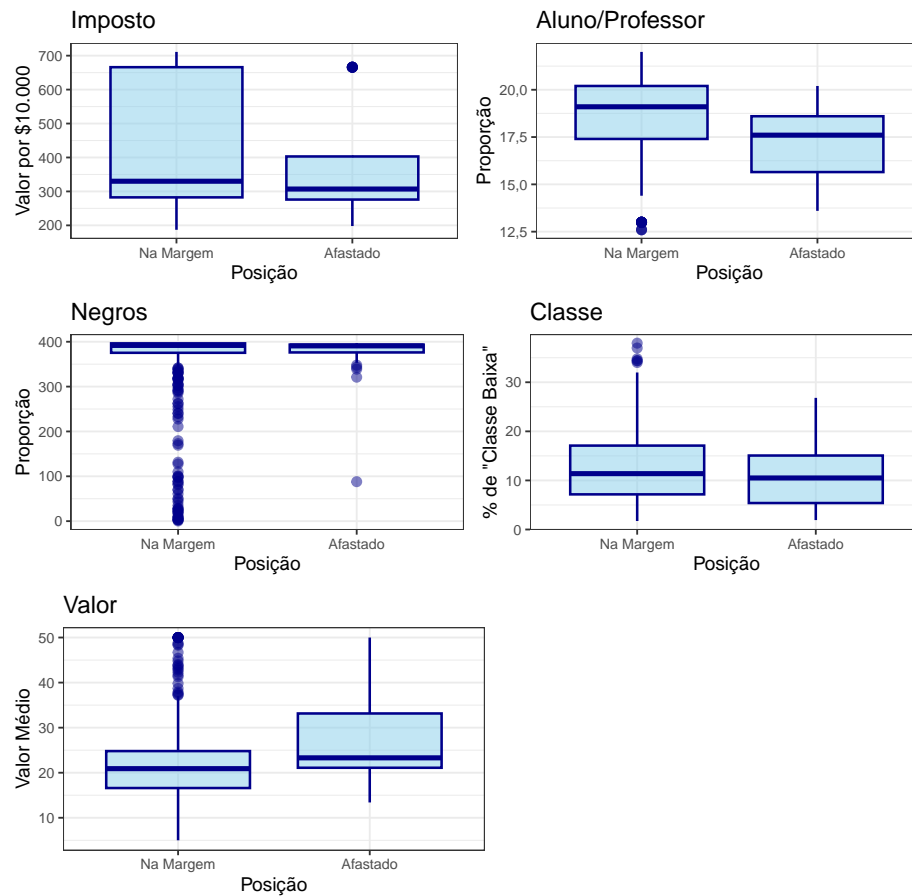 Imposto
Valor por $10.000
700
600
500
400
300
200
Na Margem
Afastado
Posição
Aluno/Professor
Proporção
20,0
17,5
15,0
12,5
Na Margem
Afastado
Posição
Negros
Proporção
400
300
200
100
0
Na Margem
Afastado
Posição
Classe
% de "Classe Baixa"
30
20
10
0
Na Margem
Afastado
Posição
Valor
Valor Médio
50
40
30
20
10
Na Margem
Afastado
Posição